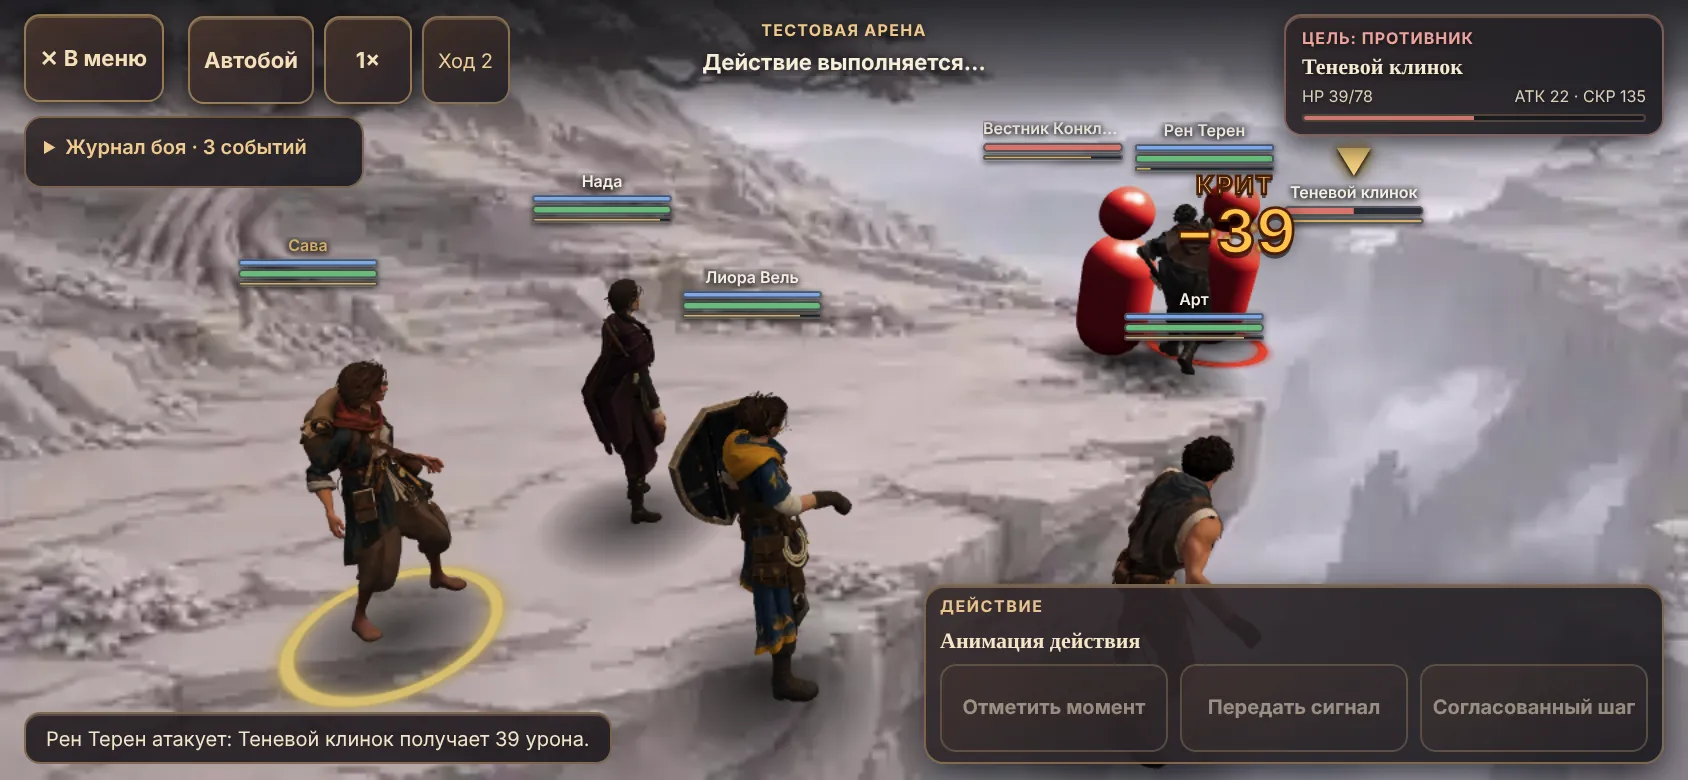 ✕ В меню
Автобой
1×
Ход 2
ТЕСТОВАЯ АРЕНА
Действие выполняется...
ЦЕЛЬ: ПРОТИВНИК
Теневой клинок
HP 39/78
АТК 22 · СКР 135
▶ Журнал боя · 3 событий
Вестник Конкл...
Рен Терен
КРИТ
Теневой клинок
-39
Нада
Сава
Лиора Вель
Арт
ДЕЙСТВИЕ
Анимация действия
Отметить момент
Передать сигнал
Согласованный шаг
Рен Терен атакует: Теневой клинок получает 39 урона.